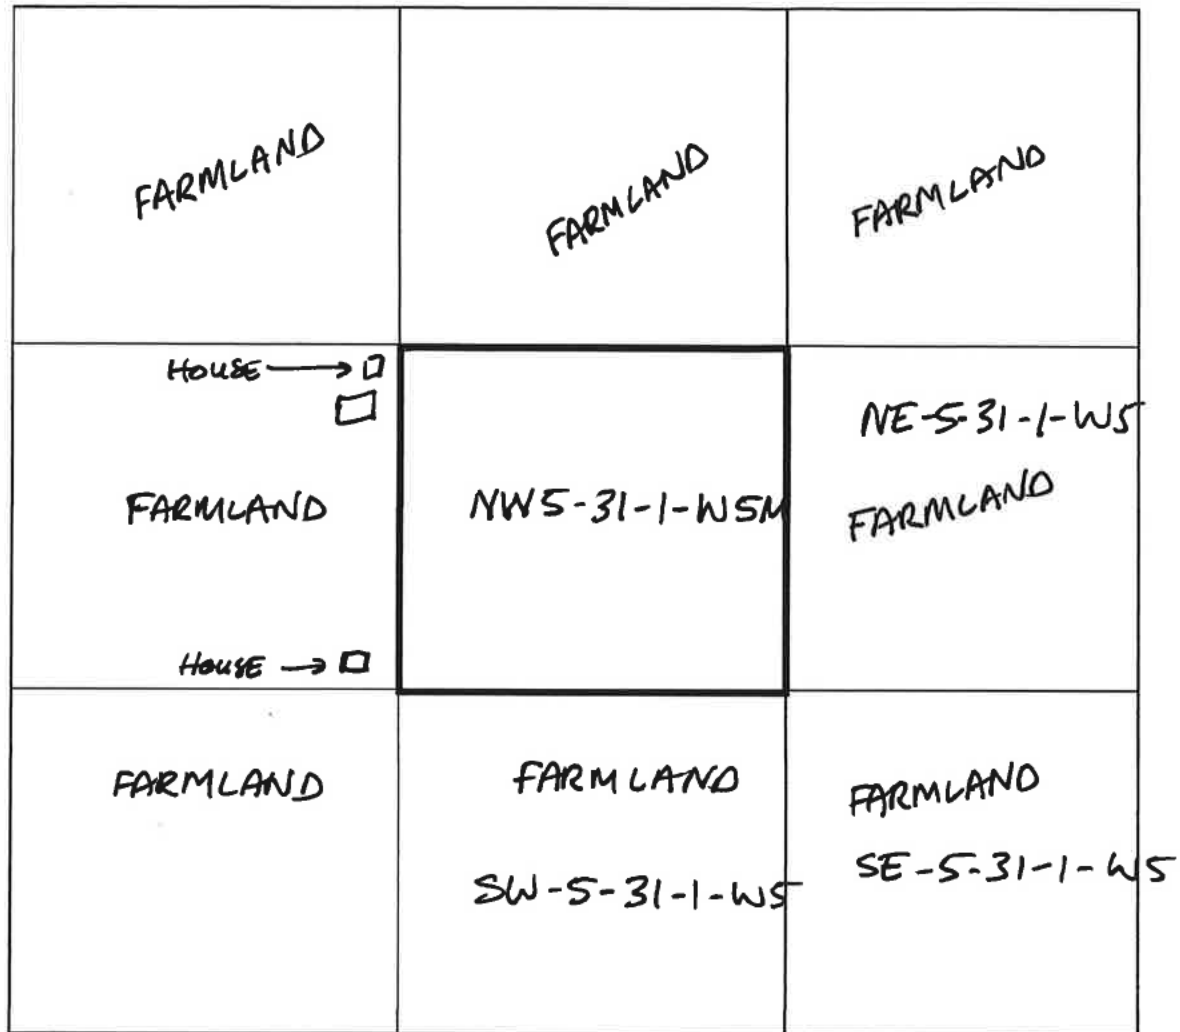 FARMLAND
FARMLAND
FARMLAND
HOUSE
FARMLAND
HOUSE
NW5-31-1-W5M
NE-5-31-1-W5
FARMLAND
FARMLAND
FARMLAND
SW-5-31-1-W5
FARMLAND
SE-5-31-1-W5